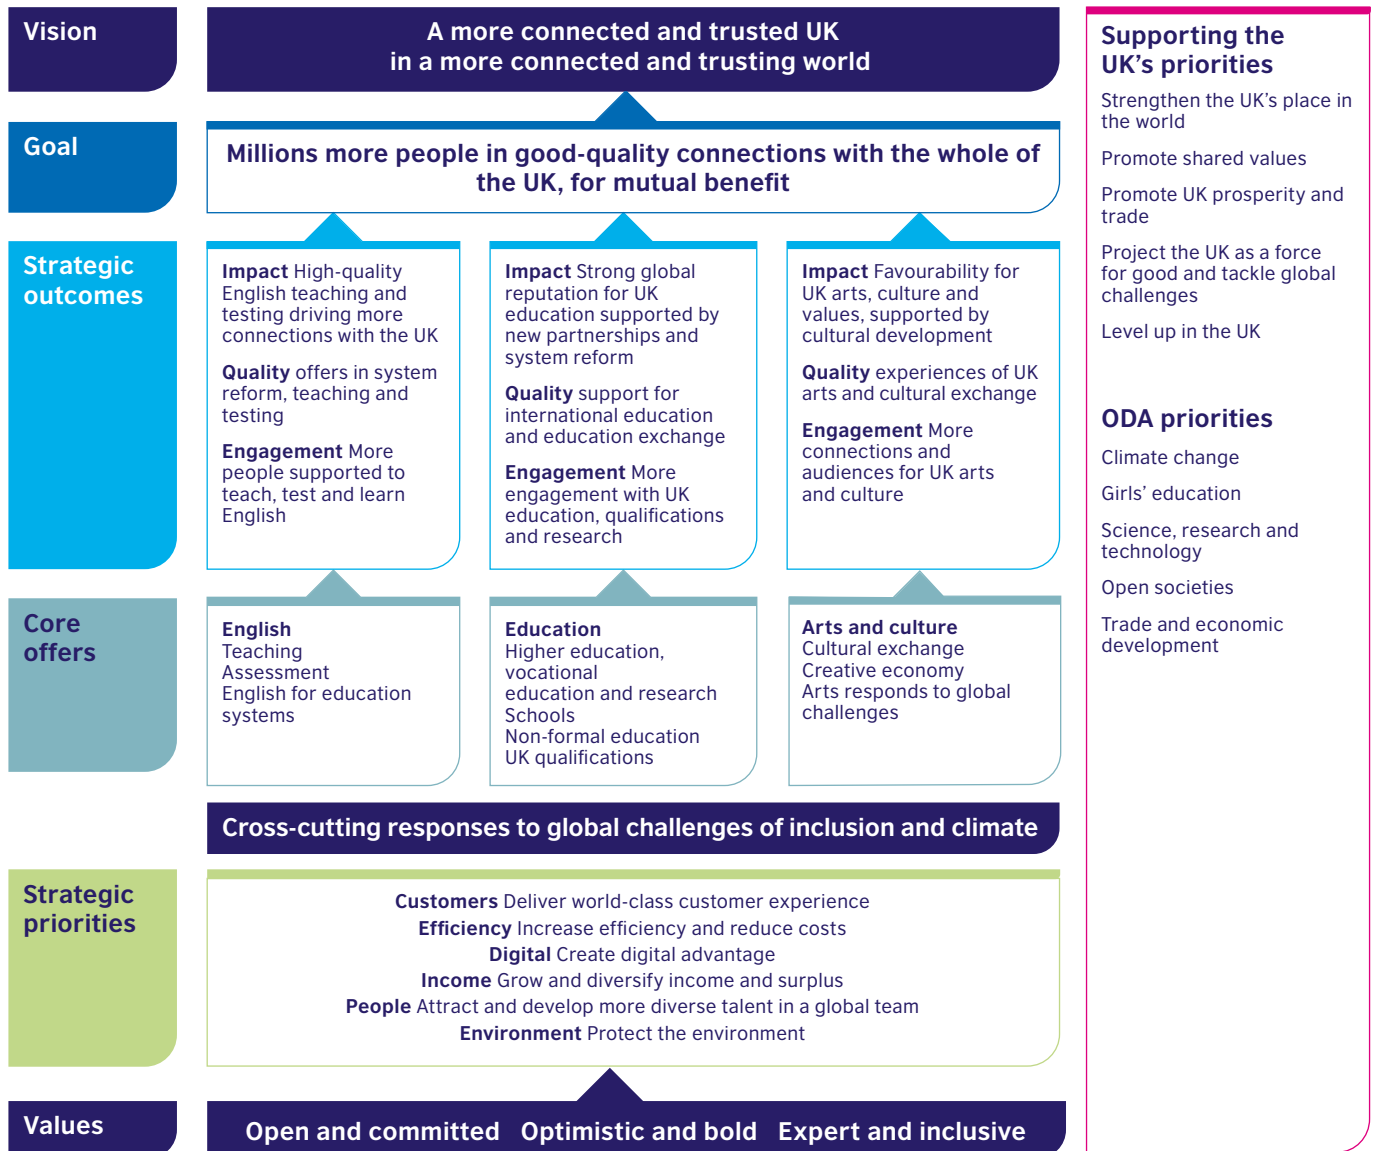 Vision
A more connected and trusted UK
in a more connected and trusting world
Goal
Millions more people in good-quality connections with the whole of
the UK, for mutual benefit
Strategic
outcomes
Impact High-quality
English teaching and
testing driving more
connections with the UK
Quality offers in system
reform, teaching and
testing
Engagement More
people supported to
teach, test and learn
English
Impact Strong global
reputation for UK
education supported by
new partnerships and
system reform
Quality support for
international education
and education exchange
Engagement More
engagement with UK
education, qualifications
and research
Impact Favourability for
UK arts, culture and
values, supported by
cultural development
Quality experiences of UK
arts and cultural exchange
Engagement More
connections and
audiences for UK arts
and culture
Core
offers
English
Teaching
Assessment
English for education
systems
Education
Higher education,
vocational
education and research
Schools
Non-formal education
UK qualifications
Arts and culture
Cultural exchange
Creative economy
Arts responds to global
challenges
Cross-cutting responses to global challenges of inclusion and climate
Strategic
priorities
Customers Deliver world-class customer experience
Efficiency Increase efficiency and reduce costs
Digital Create digital advantage
Income Grow and diversify income and surplus
People Attract and develop more diverse talent in a global team
Environment Protect the environment
Values
Open and committed Optimistic and bold Expert and inclusive
Supporting the
UK's priorities
Strengthen the UK's place in
the world
Promote shared values
Promote UK prosperity and
trade
Project the UK as a force
for good and tackle global
challenges
Level up in the UK
ODA priorities
Climate change
Girls' education
Science, research and
technology
Open societies
Trade and economic
development